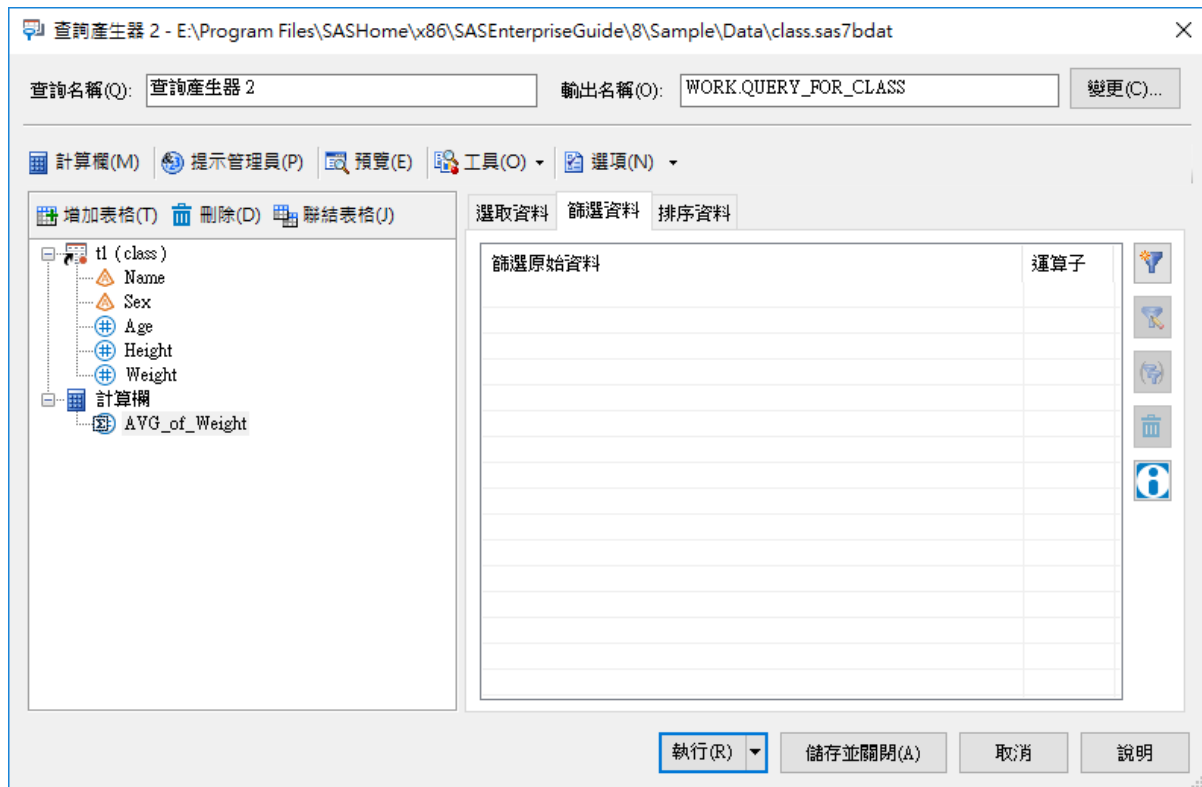 查詢產生器 2 - E:\Program Files\SASHome\x86\SASEnterpriseGuide\8\Sample\Data\class.sas7bdat
查詢名稱(Q): 查詢產生器 2 輸出名稱(O): WORK.QUERY_FOR_CLASS 變更(C)...
計算欄(M) 提示管理員(P) 預覽(E) 工具(O) 選項(N)
增加表格(T) 刪除(D) 聯結表格(J) 選取資料 篩選資料 排序資料
t1 (class) 篩選原始資料 運算子
Name
Sex
Age
Height
Weight
計算欄
AVG_of_Weight
執行(R) 儲存並關閉(A) 取消 說明